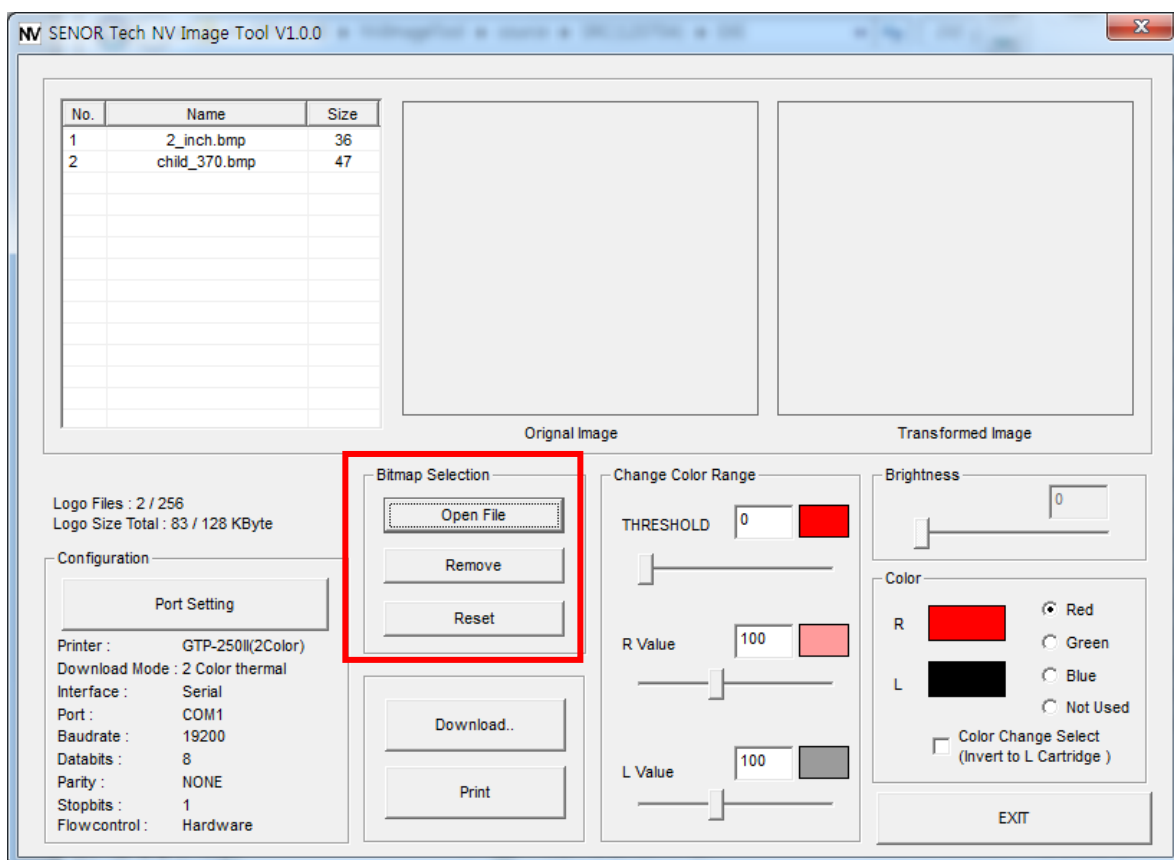 NV SENOR Tech NV Image Tool V1.0.0
No. Name Size
1 2_inch.bmp 36
2 child_370.bmp 47
Orignal Image
Transformed Image
Logo Files : 2 / 256
Logo Size Total : 83 / 128 KByte
Configuration
Port Setting
Printer : GTP-250II(2Color)
Download Mode : 2 Color thermal
Interface : Serial
Port : COM1
Baudrate : 19200
Databits : 8
Parity : NONE
Stopbits : 1
Flowcontrol : Hardware
Bitmap Selection
Open File
Remove
Reset
Download..
Print
Change Color Range
THRESHOLD 0
R Value 100
L Value 100
Brightness
0
Color
R
L
Red
Green
Blue
Not Used
Color Change Select
(Invert to L Cartridge )
EXIT